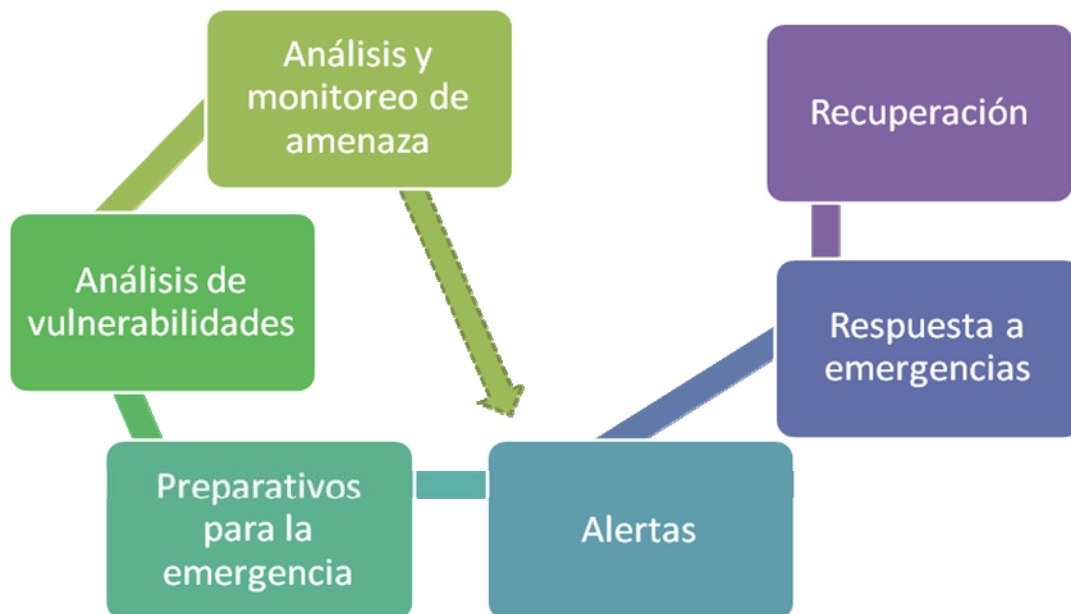 Análisis y
monitoreo de
amenaza
Recuperación
Análisis de
vulnerabilidades
Respuesta a
emergencias
Preparativos
para la
emergencia
Alertas